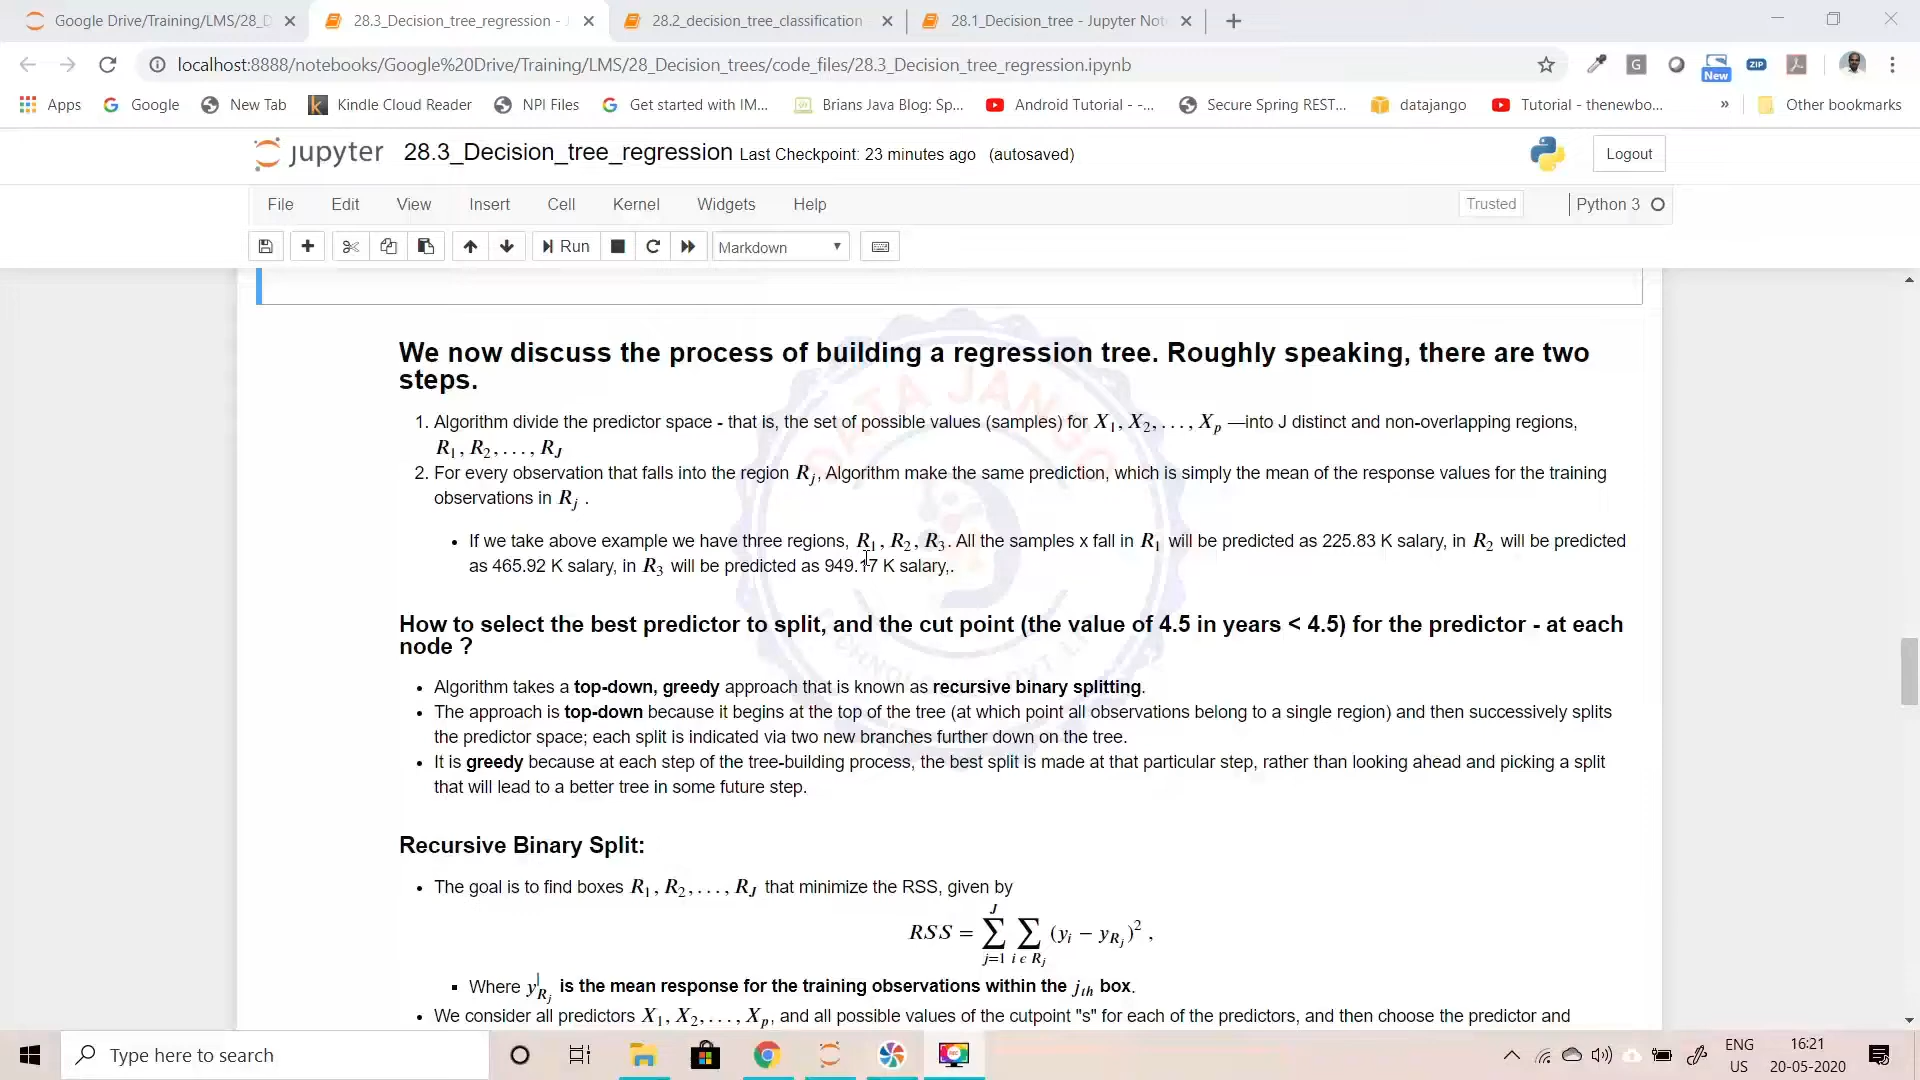 Google Drive/Training/LMS/28_D
28.3_Decision_tree_regression - J
28.2_decision_tree_classification
28.1_Decision_tree - Jupyter Not
localhost:8888/notebooks/Google%20Drive/Training/LMS/28_Decision_trees/code_files/28.3_Decision_tree_regression.ipynb
G
New
ZIP
Apps
Google
New Tab
Kindle Cloud Reader
NPI Files
Get started with IM...
Brians Java Blog: Sp...
Android Tutorial - -...
Secure Spring REST...
datajango
Tutorial - thenewbo...
»
Other bookmarks
jupyter 28.3_Decision_tree_regression Last Checkpoint: 23 minutes ago (autosaved)
Logout
File Edit View Insert Cell Kernel Widgets Help
Trusted
Python 3
Run
Markdown
We now discuss the process of building a regression tree. Roughly speaking, there are two
steps.
1. Algorithm divide the predictor space - that is, the set of possible values (samples) for X1, X2, . . . , Xp —into J distinct and non-overlapping regions,
R1, R2, . . . , RJ
2. For every observation that falls into the region Rj, Algorithm make the same prediction, which is simply the mean of the response values for the training
observations in Rj .
• If we take above example we have three regions, R1, R2, R3. All the samples x fall in R1 will be predicted as 225.83 K salary, in R2 will be predicted
as 465.92 K salary, in R3 will be predicted as 949.17 K salary,.
How to select the best predictor to split, and the cut point (the value of 4.5 in years < 4.5) for the predictor - at each
node ?
• Algorithm takes a top-down, greedy approach that is known as recursive binary splitting.
• The approach is top-down because it begins at the top of the tree (at which point all observations belong to a single region) and then successively splits
the predictor space; each split is indicated via two new branches further down on the tree.
• It is greedy because at each step of the tree-building process, the best split is made at that particular step, rather than looking ahead and picking a split
that will lead to a better tree in some future step.
Recursive Binary Split:
• The goal is to find boxes R1, R2, . . . , RJ that minimize the RSS, given by
RSS = ∑_{j=1}^{J} ∑_{i ϵ Rj} (yi − yRj)²,
▪ Where yRj is the mean response for the training observations within the jth box.
• We consider all predictors X1, X2, . . . , Xp, and all possible values of the cutpoint "s" for each of the predictors, and then choose the predictor and
DATA JANGO
Type here to search
ENG
US
16:21
20-05-2020